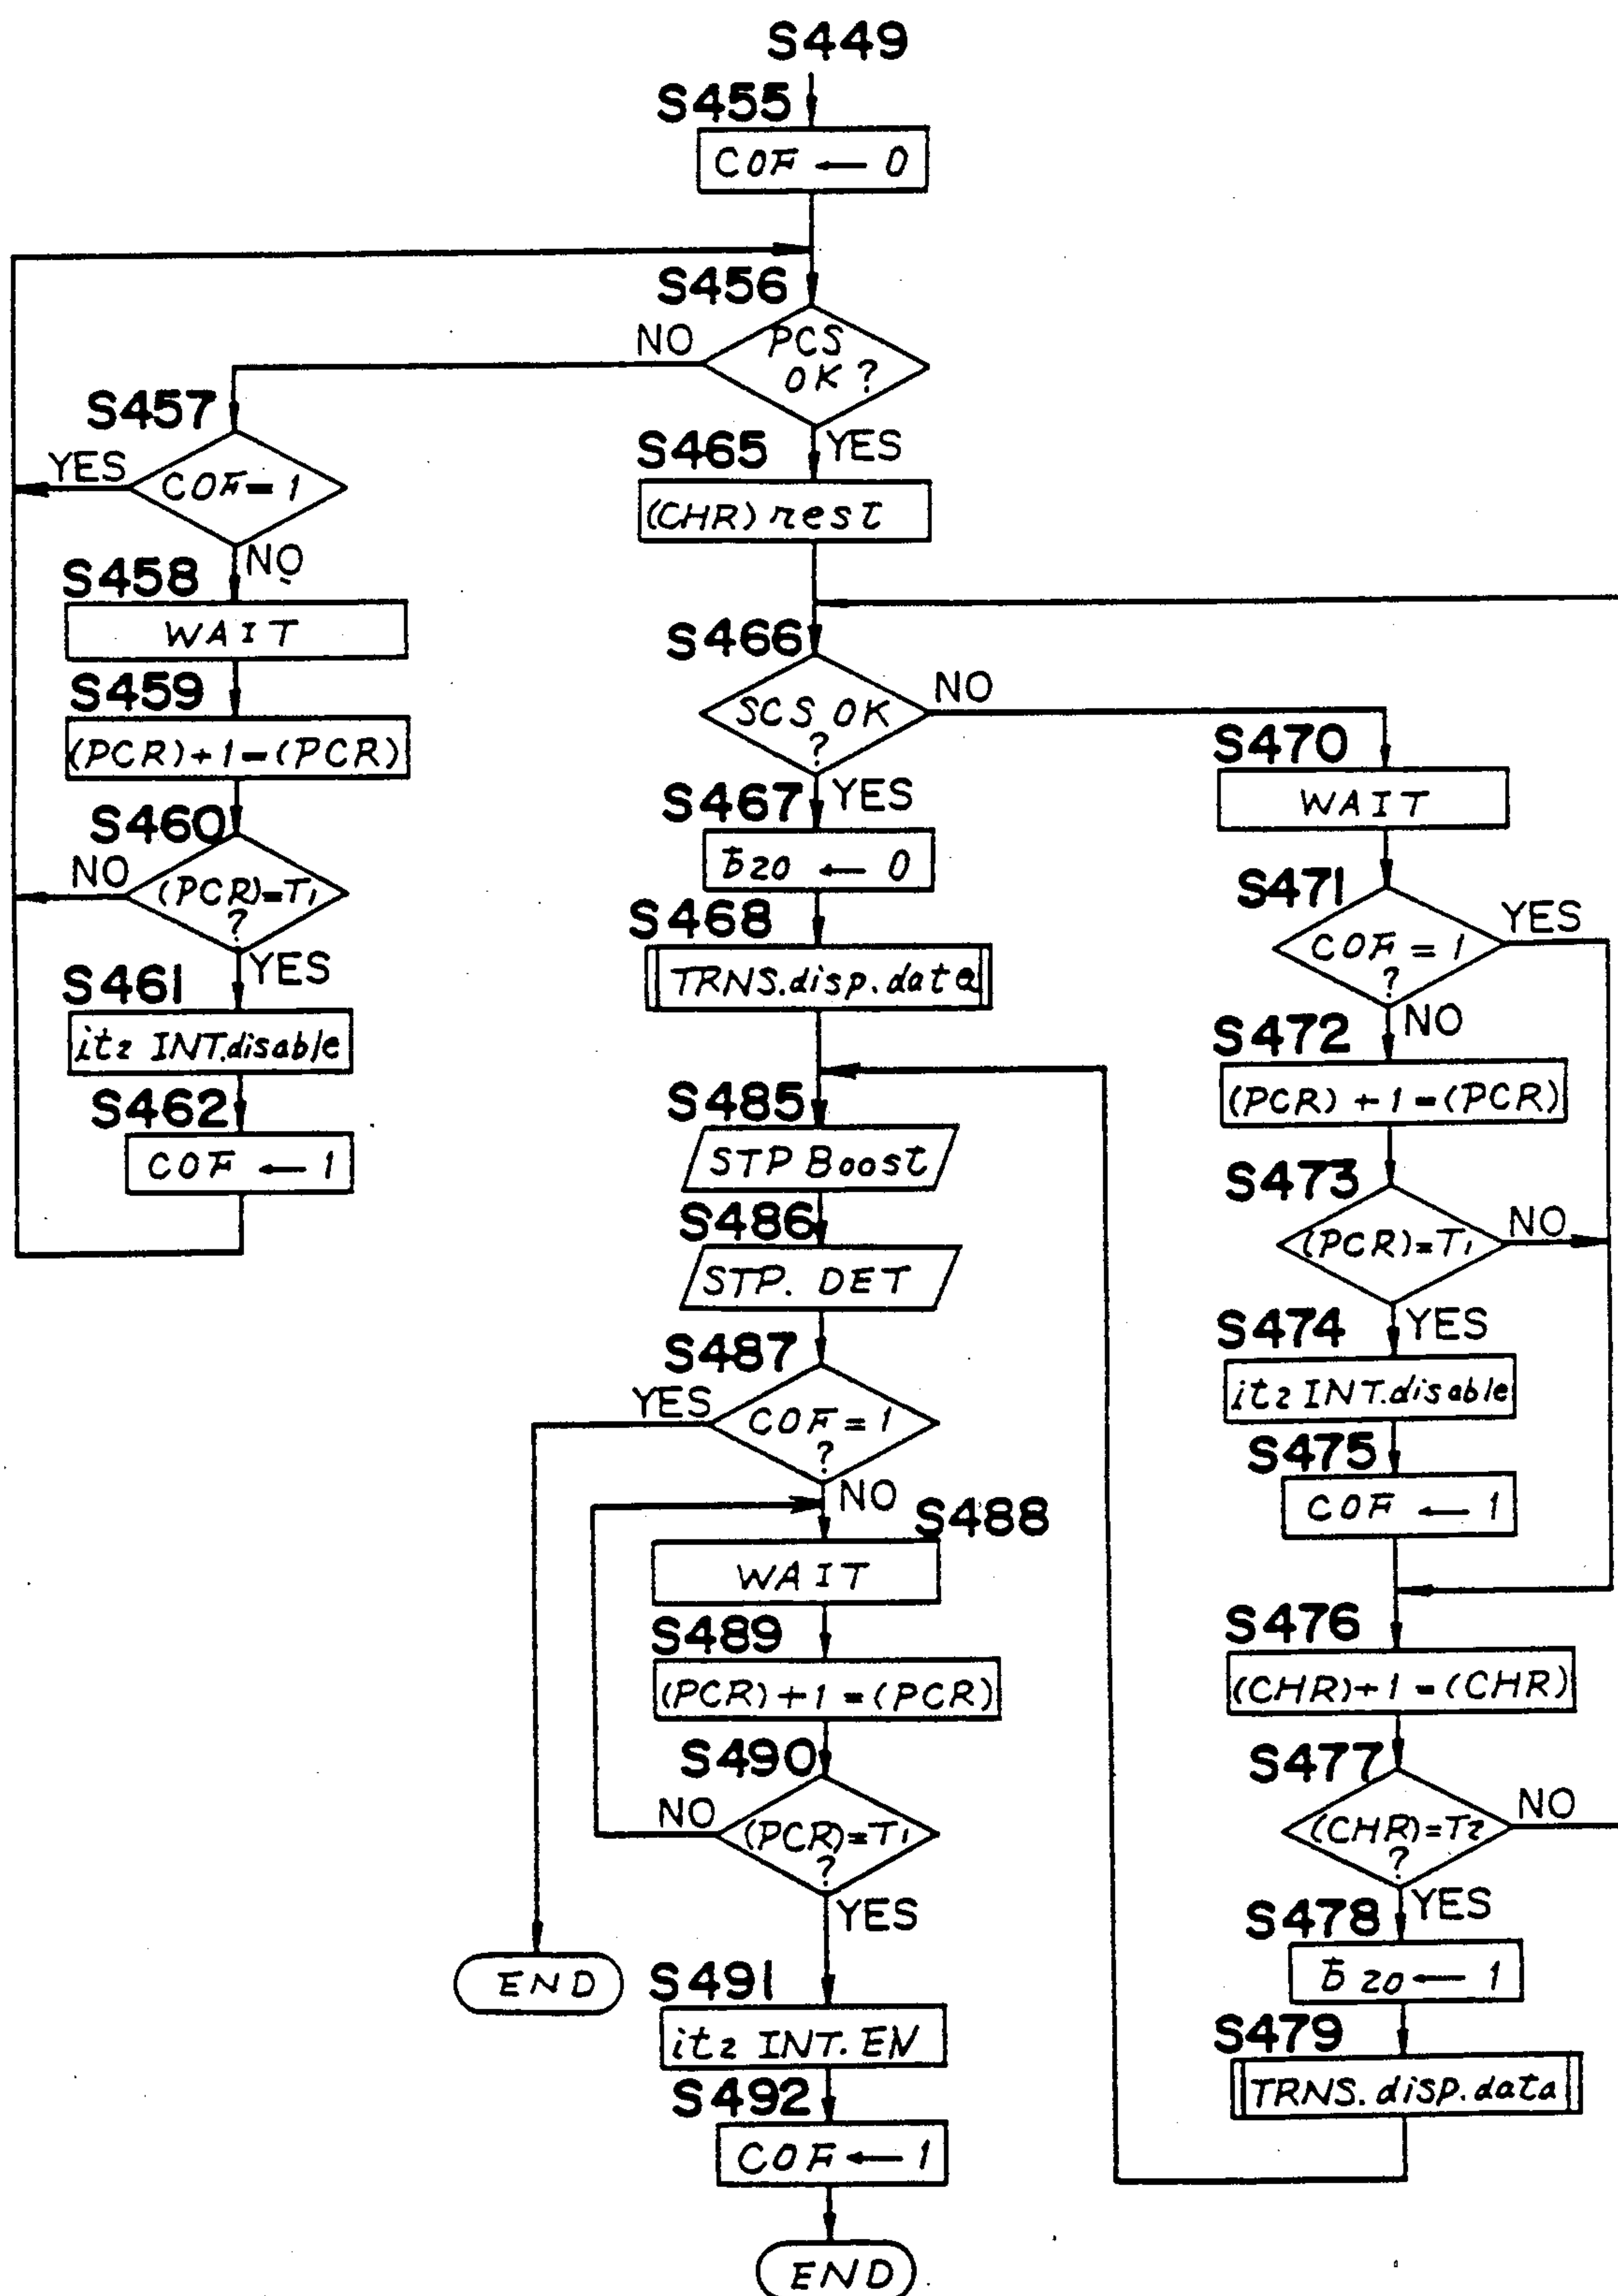 S449
S455
COF ← 0
S456
PCS
OK ?
NO
YES
S457
COF = 1
YES
NO
S458
WAIT
S459
(PCR)+1-(PCR)
S460
(PCR)=T1
?
NO
YES
S461
itz INT.disable
S462
COF ← 1
S465
(CHR) rest
S466
SCS OK
?
NO
YES
S467
b20 ← 0
S468
TRNS.disp.data
S485
STP Boost
S486
STP. DET
S487
COF = 1
?
YES
NO
S488
WAIT
S489
(PCR)+1=(PCR)
S490
(PCR)=T1
?
NO
YES
END
S491
itz INT. EN
S492
COF ← 1
END
S470
WAIT
S471
COF = 1
?
YES
NO
S472
(PCR) +1-(PCR)
S473
(PCR)=T1
NO
YES
S474
itz INT.disable
S475
COF ← 1
S476
(CHR)+1-(CHR)
S477
(CHR)=T2
?
NO
YES
S478
b20 ← 1
S479
TRNS.disp.data